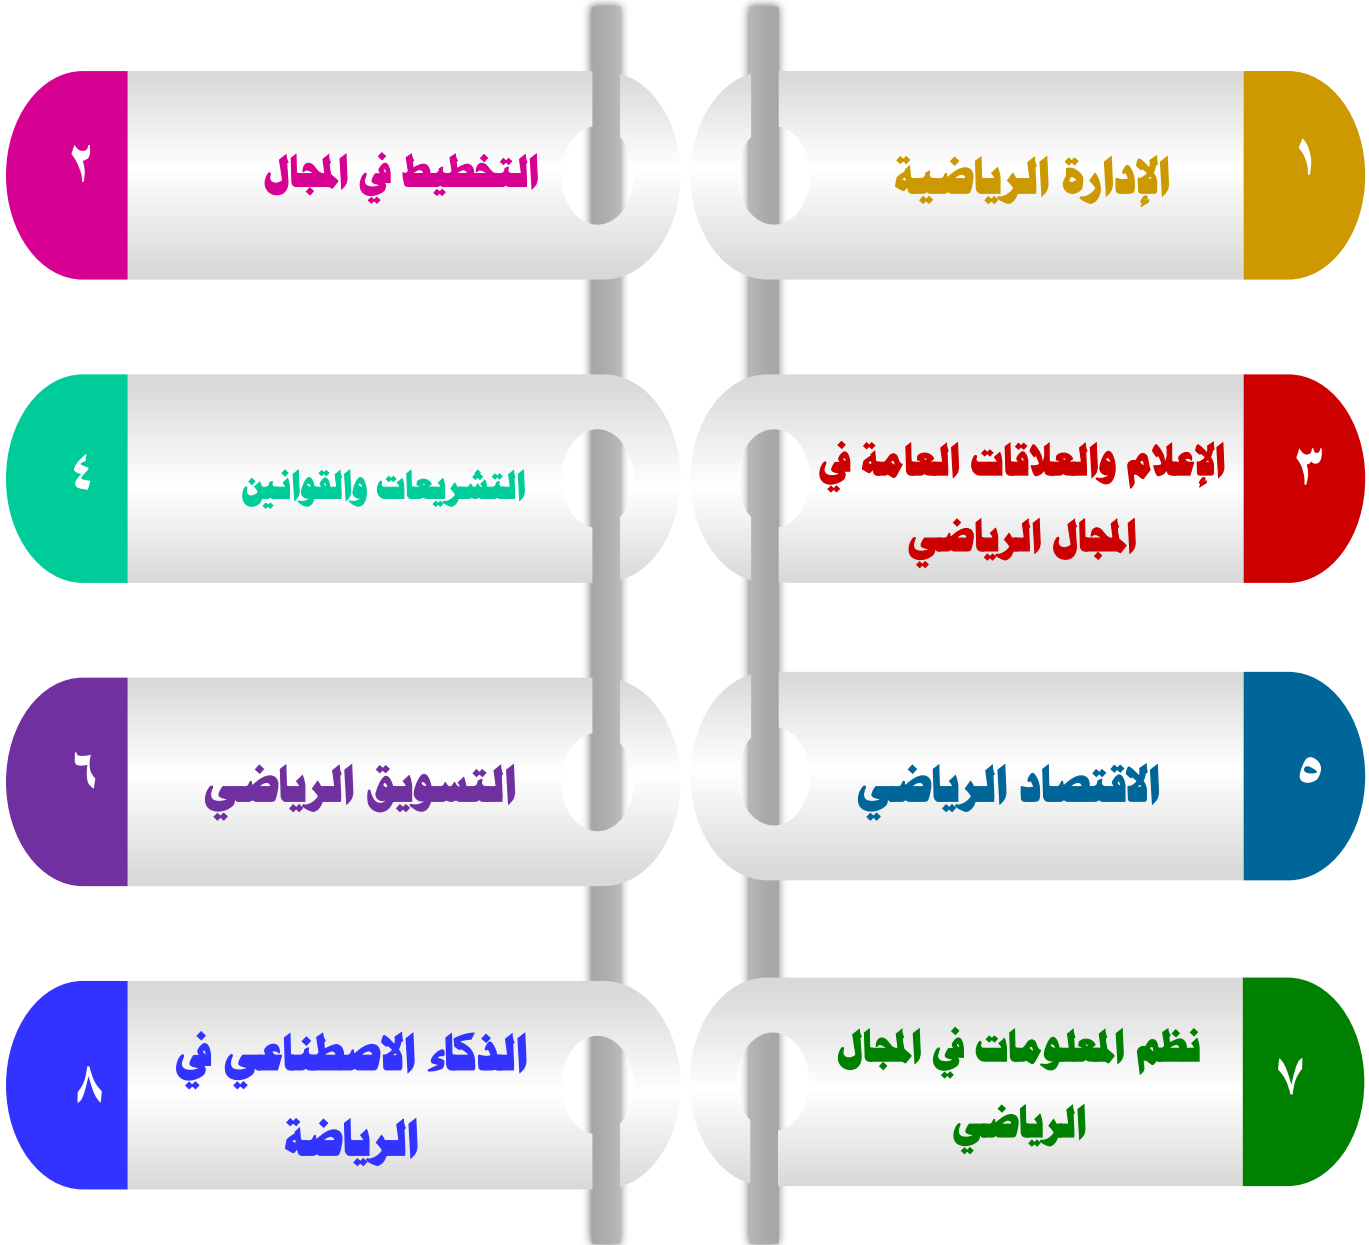 ١
الإدارة الرياضية
٢
التخطيط في المجال
٣
الإعلام والعلاقات العامة في
المجال الرياضي
٤
التشريعات والقوانين
٥
الاقتصاد الرياضي
٦
التسويق الرياضي
٧
نظم المعلومات في المجال
الرياضي
٨
الذكاء الاصطناعي في
الرياضة